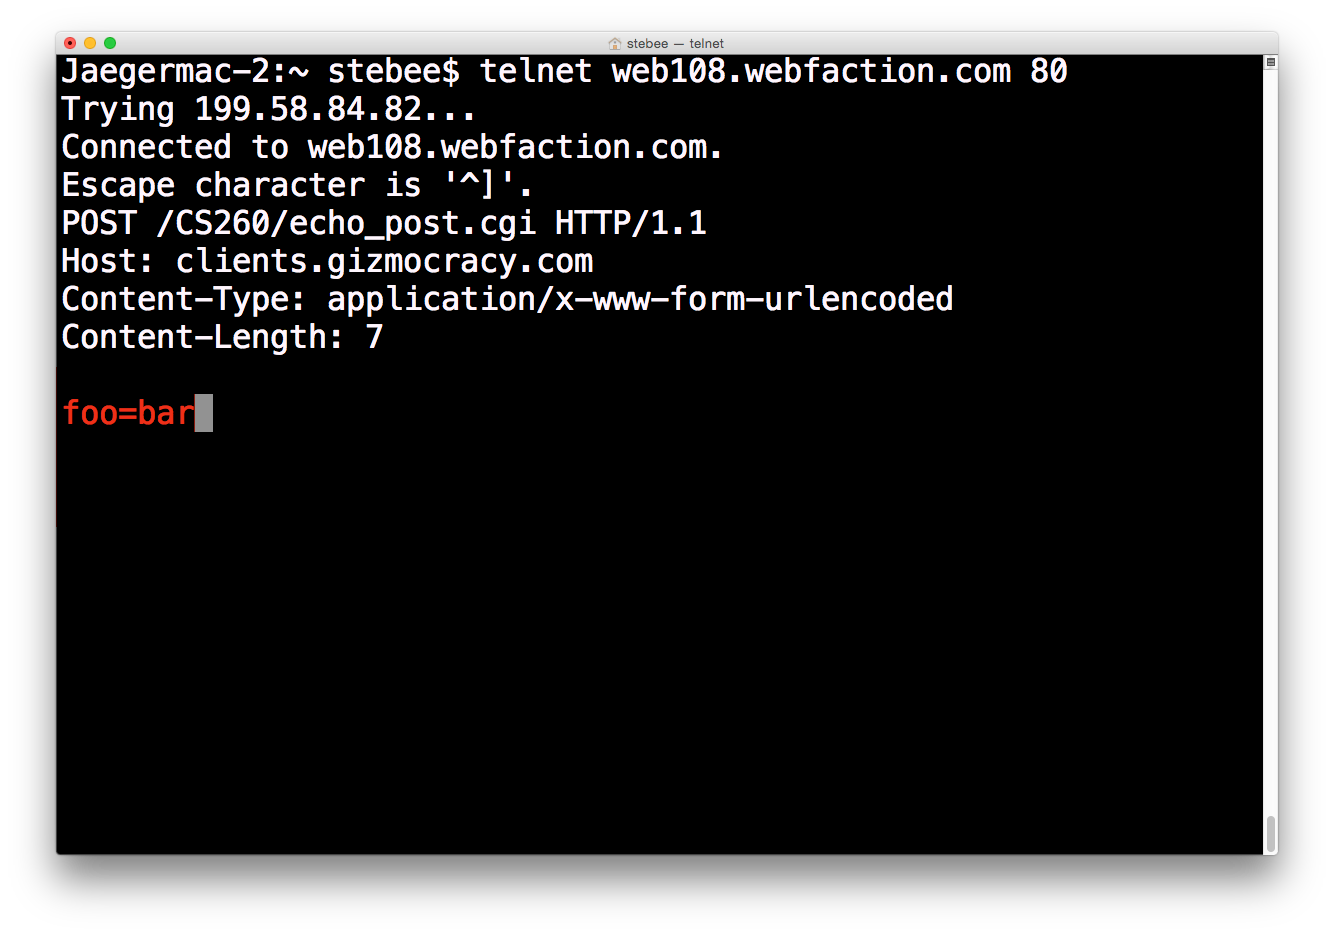 stebee — telnet
Jaegermac-2:~ stebee$ telnet web108.webfaction.com 80
Trying 199.58.84.82...
Connected to web108.webfaction.com.
Escape character is '^]'.
POST /CS260/echo_post.cgi HTTP/1.1
Host: clients.gizmocracy.com
Content-Type: application/x-www-form-urlencoded
Content-Length: 7
foo=bar